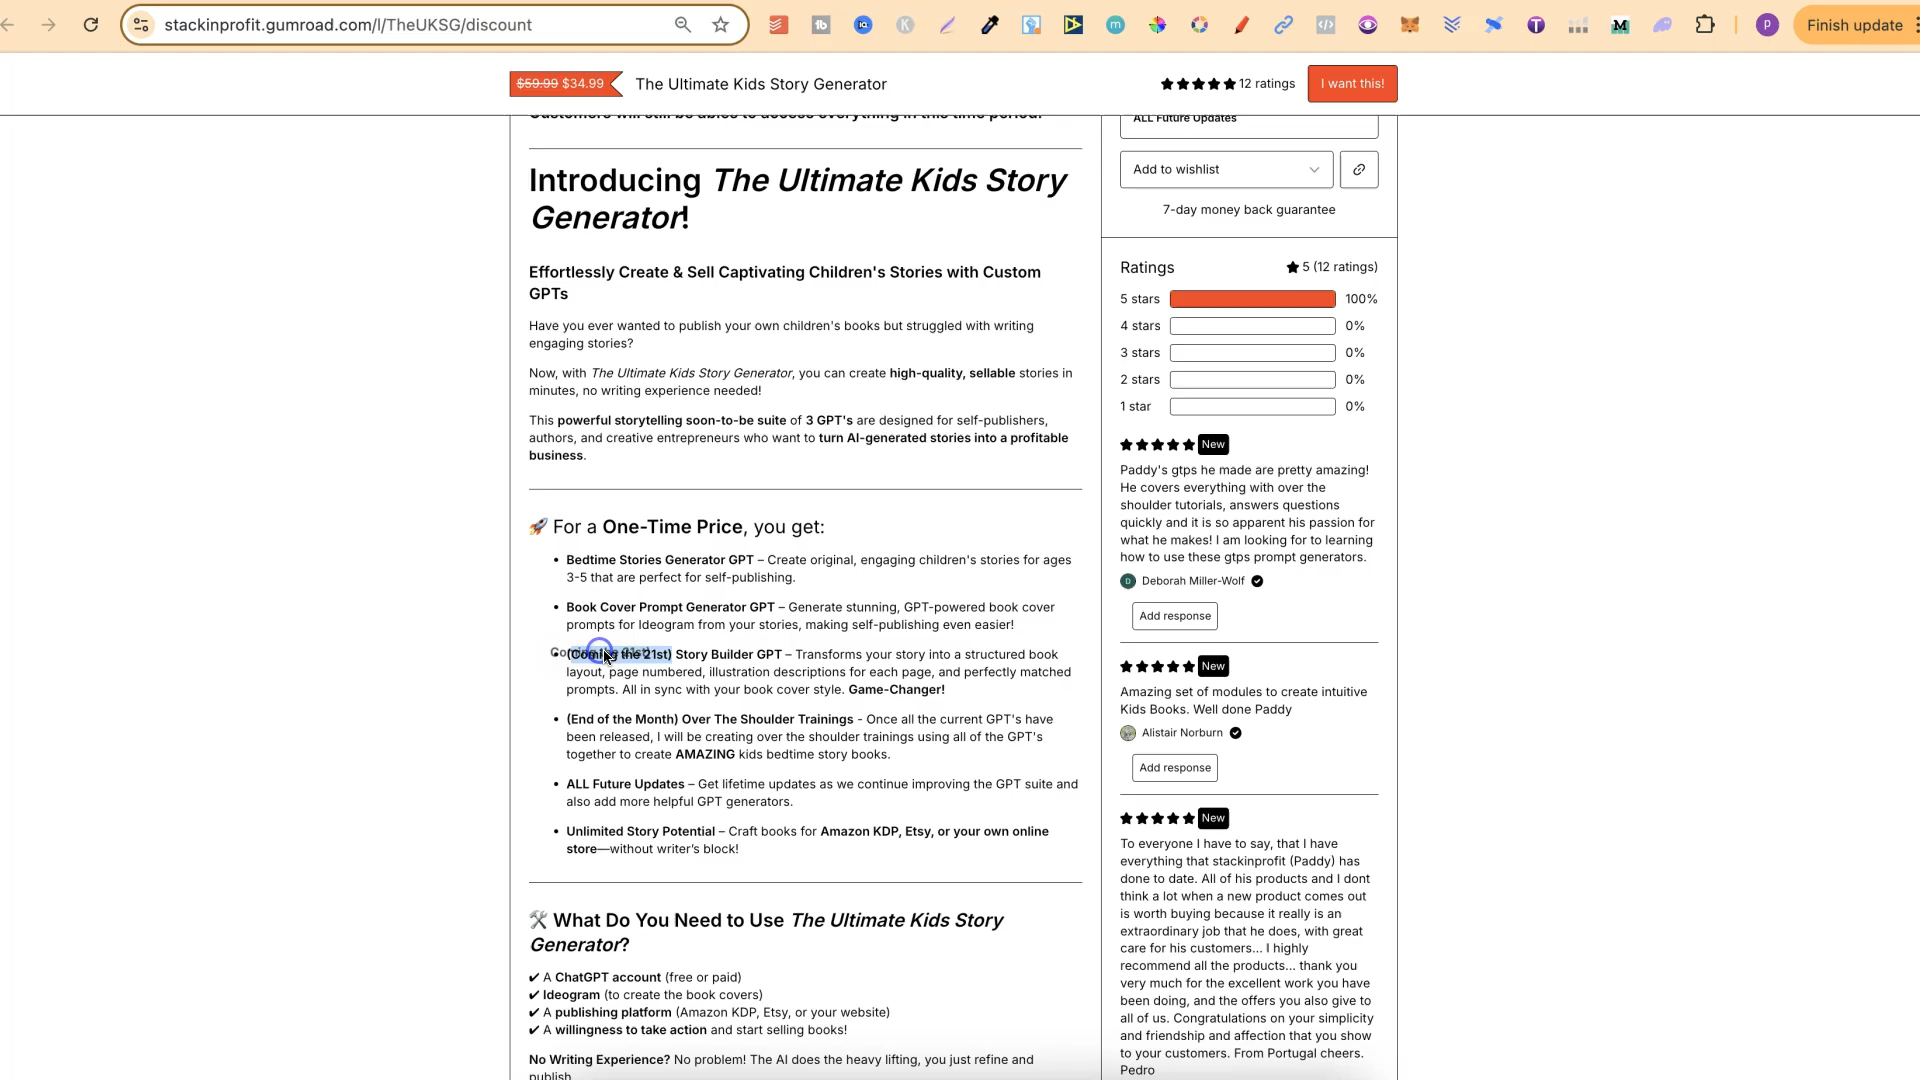 stackinprofit.gumroad.com/l/TheUKSG/discount
Finish update
$59.99 $34.99
The Ultimate Kids Story Generator
12 ratings
I want this!
Customers will still be ables to access everything in this time period.
Introducing The Ultimate Kids Story
Generator!
Effortlessly Create & Sell Captivating Children's Stories with Custom
GPTs
Have you ever wanted to publish your own children's books but struggled with writing
engaging stories?
Now, with The Ultimate Kids Story Generator, you can create high-quality, sellable stories in
minutes, no writing experience needed!
This powerful storytelling soon-to-be suite of 3 GPT's are designed for self-publishers,
authors, and creative entrepreneurs who want to turn AI-generated stories into a profitable
business.
🚀 For a One-Time Price, you get:
• Bedtime Stories Generator GPT – Create original, engaging children's stories for ages
3-5 that are perfect for self-publishing.
• Book Cover Prompt Generator GPT – Generate stunning, GPT-powered book cover
prompts for Ideogram from your stories, making self-publishing even easier!
• (Coming the 21st) Story Builder GPT – Transforms your story into a structured book
layout, page numbered, illustration descriptions for each page, and perfectly matched
prompts. All in sync with your book cover style. Game-Changer!
• (End of the Month) Over The Shoulder Trainings - Once all the current GPT's have
been released, I will be creating over the shoulder trainings using all of the GPT's
together to create AMAZING kids bedtime story books.
• ALL Future Updates – Get lifetime updates as we continue improving the GPT suite and
also add more helpful GPT generators.
• Unlimited Story Potential – Craft books for Amazon KDP, Etsy, or your own online
store—without writer's block!
🛠 What Do You Need to Use The Ultimate Kids Story
Generator?
✔ A ChatGPT account (free or paid)
✔ Ideogram (to create the book covers)
✔ A publishing platform (Amazon KDP, Etsy, or your website)
✔ A willingness to take action and start selling books!
No Writing Experience? No problem! The AI does the heavy lifting, you just refine and
publish
ALL Future Updates
Add to wishlist
7-day money back guarantee
Ratings
★ 5 (12 ratings)
5 stars 100%
4 stars 0%
3 stars 0%
2 stars 0%
1 star 0%
New
Paddy's gtps he made are pretty amazing!
He covers everything with over the
shoulder tutorials, answers questions
quickly and it is so apparent his passion for
what he makes! I am looking for to learning
how to use these gtps prompt generators.
D Deborah Miller-Wolf
Add response
New
Amazing set of modules to create intuitive
Kids Books. Well done Paddy
Alistair Norburn
Add response
New
To everyone I have to say, that I have
everything that stackinprofit (Paddy) has
done to date. All of his products and I dont
think a lot when a new product comes out
is worth buying because it really is an
extraordinary job that he does, with great
care for his customers... I highly
recommend all the products... thank you
very much for the excellent work you have
been doing, and the offers you also give to
all of us. Congratulations on your simplicity
and friendship and affection that you show
to your customers. From Portugal cheers.
Pedro